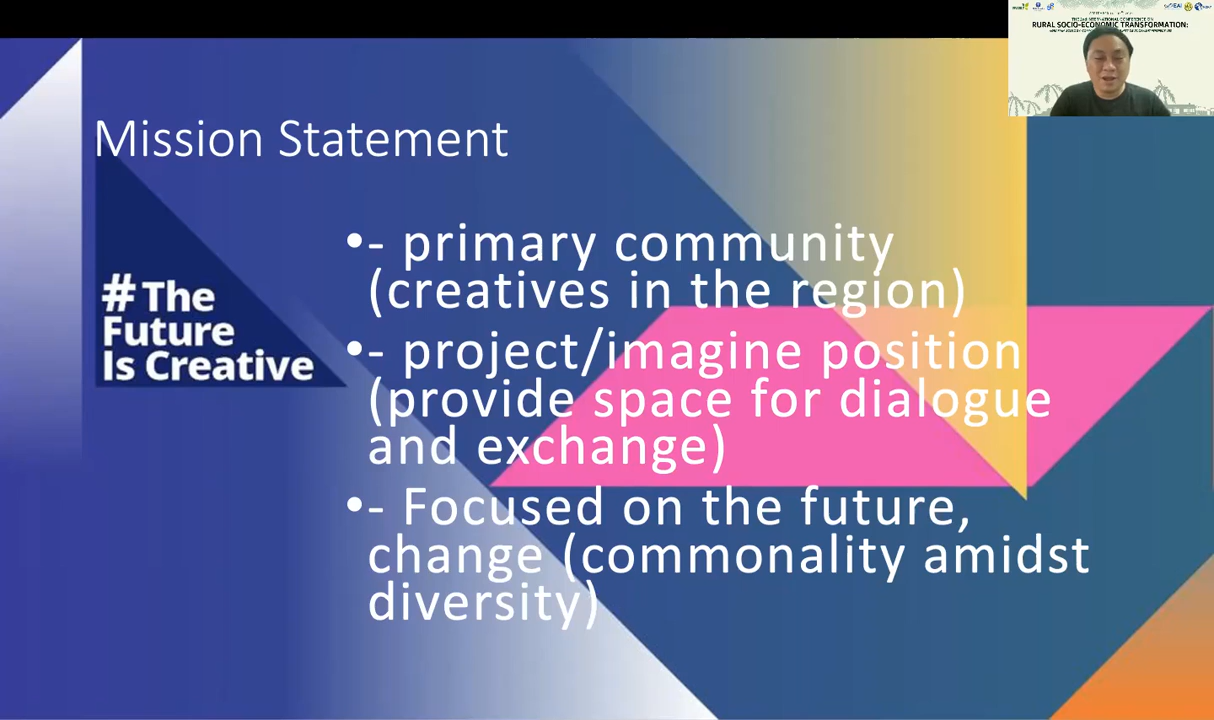 RURAL SOCIO-ECONOMIC TRANSFORMATION:
Mission Statement
# The
Future
Is Creative
•- primary community
(creatives in the region)
•- project/imagine position
(provide space for dialogue
and exchange)
•- Focused on the future,
change (commonality amidst
diversity)